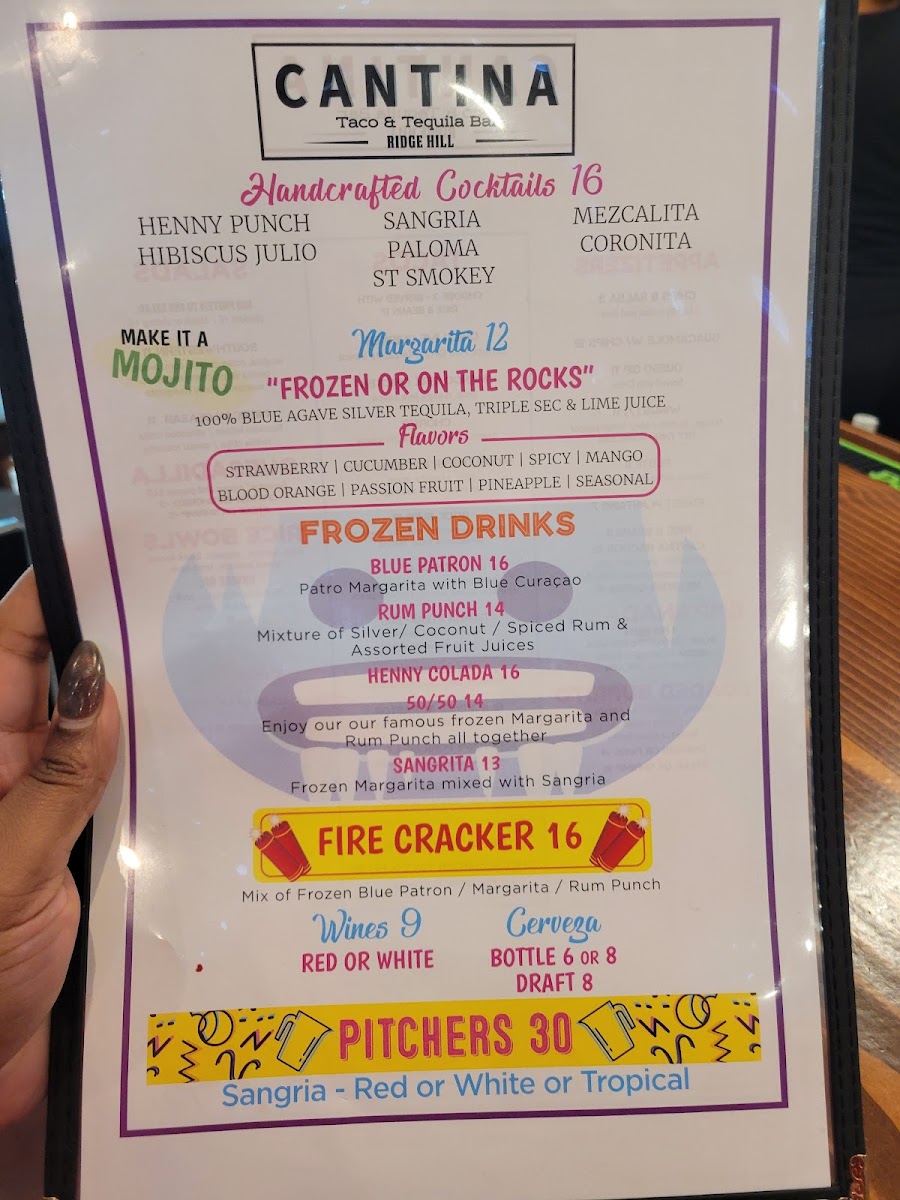 CANTINA
Taco & Tequila Bar
RIDGE HILL
Handcrafted Cocktails 16
HENNY PUNCH
HIBISCUS JULIO
SANGRIA
PALOMA
ST SMOKEY
MEZCALITA
CORONITA
MAKE IT A
MOJITO
Margarita 12
"FROZEN OR ON THE ROCKS"
100% BLUE AGAVE SILVER TEQUILA, TRIPLE SEC & LIME JUICE
Flavors
STRAWBERRY | CUCUMBER | COCONUT | SPICY | MANGO
BLOOD ORANGE | PASSION FRUIT | PINEAPPLE | SEASONAL
FROZEN DRINKS
BLUE PATRON 16
Patro Margarita with Blue Curaçao
RUM PUNCH 14
Mixture of Silver/ Coconut / Spiced Rum &
Assorted Fruit Juices
HENNY COLADA 16
50/50 14
Enjoy our our famous frozen Margarita and
Rum Punch all together
SANGRITA 13
Frozen Margarita mixed with Sangria
FIRE CRACKER 16
Mix of Frozen Blue Patron / Margarita / Rum Punch
Wines 9
RED OR WHITE
Cerveza
BOTTLE 6 OR 8
DRAFT 8
PITCHERS 30
Sangria - Red or White or Tropical